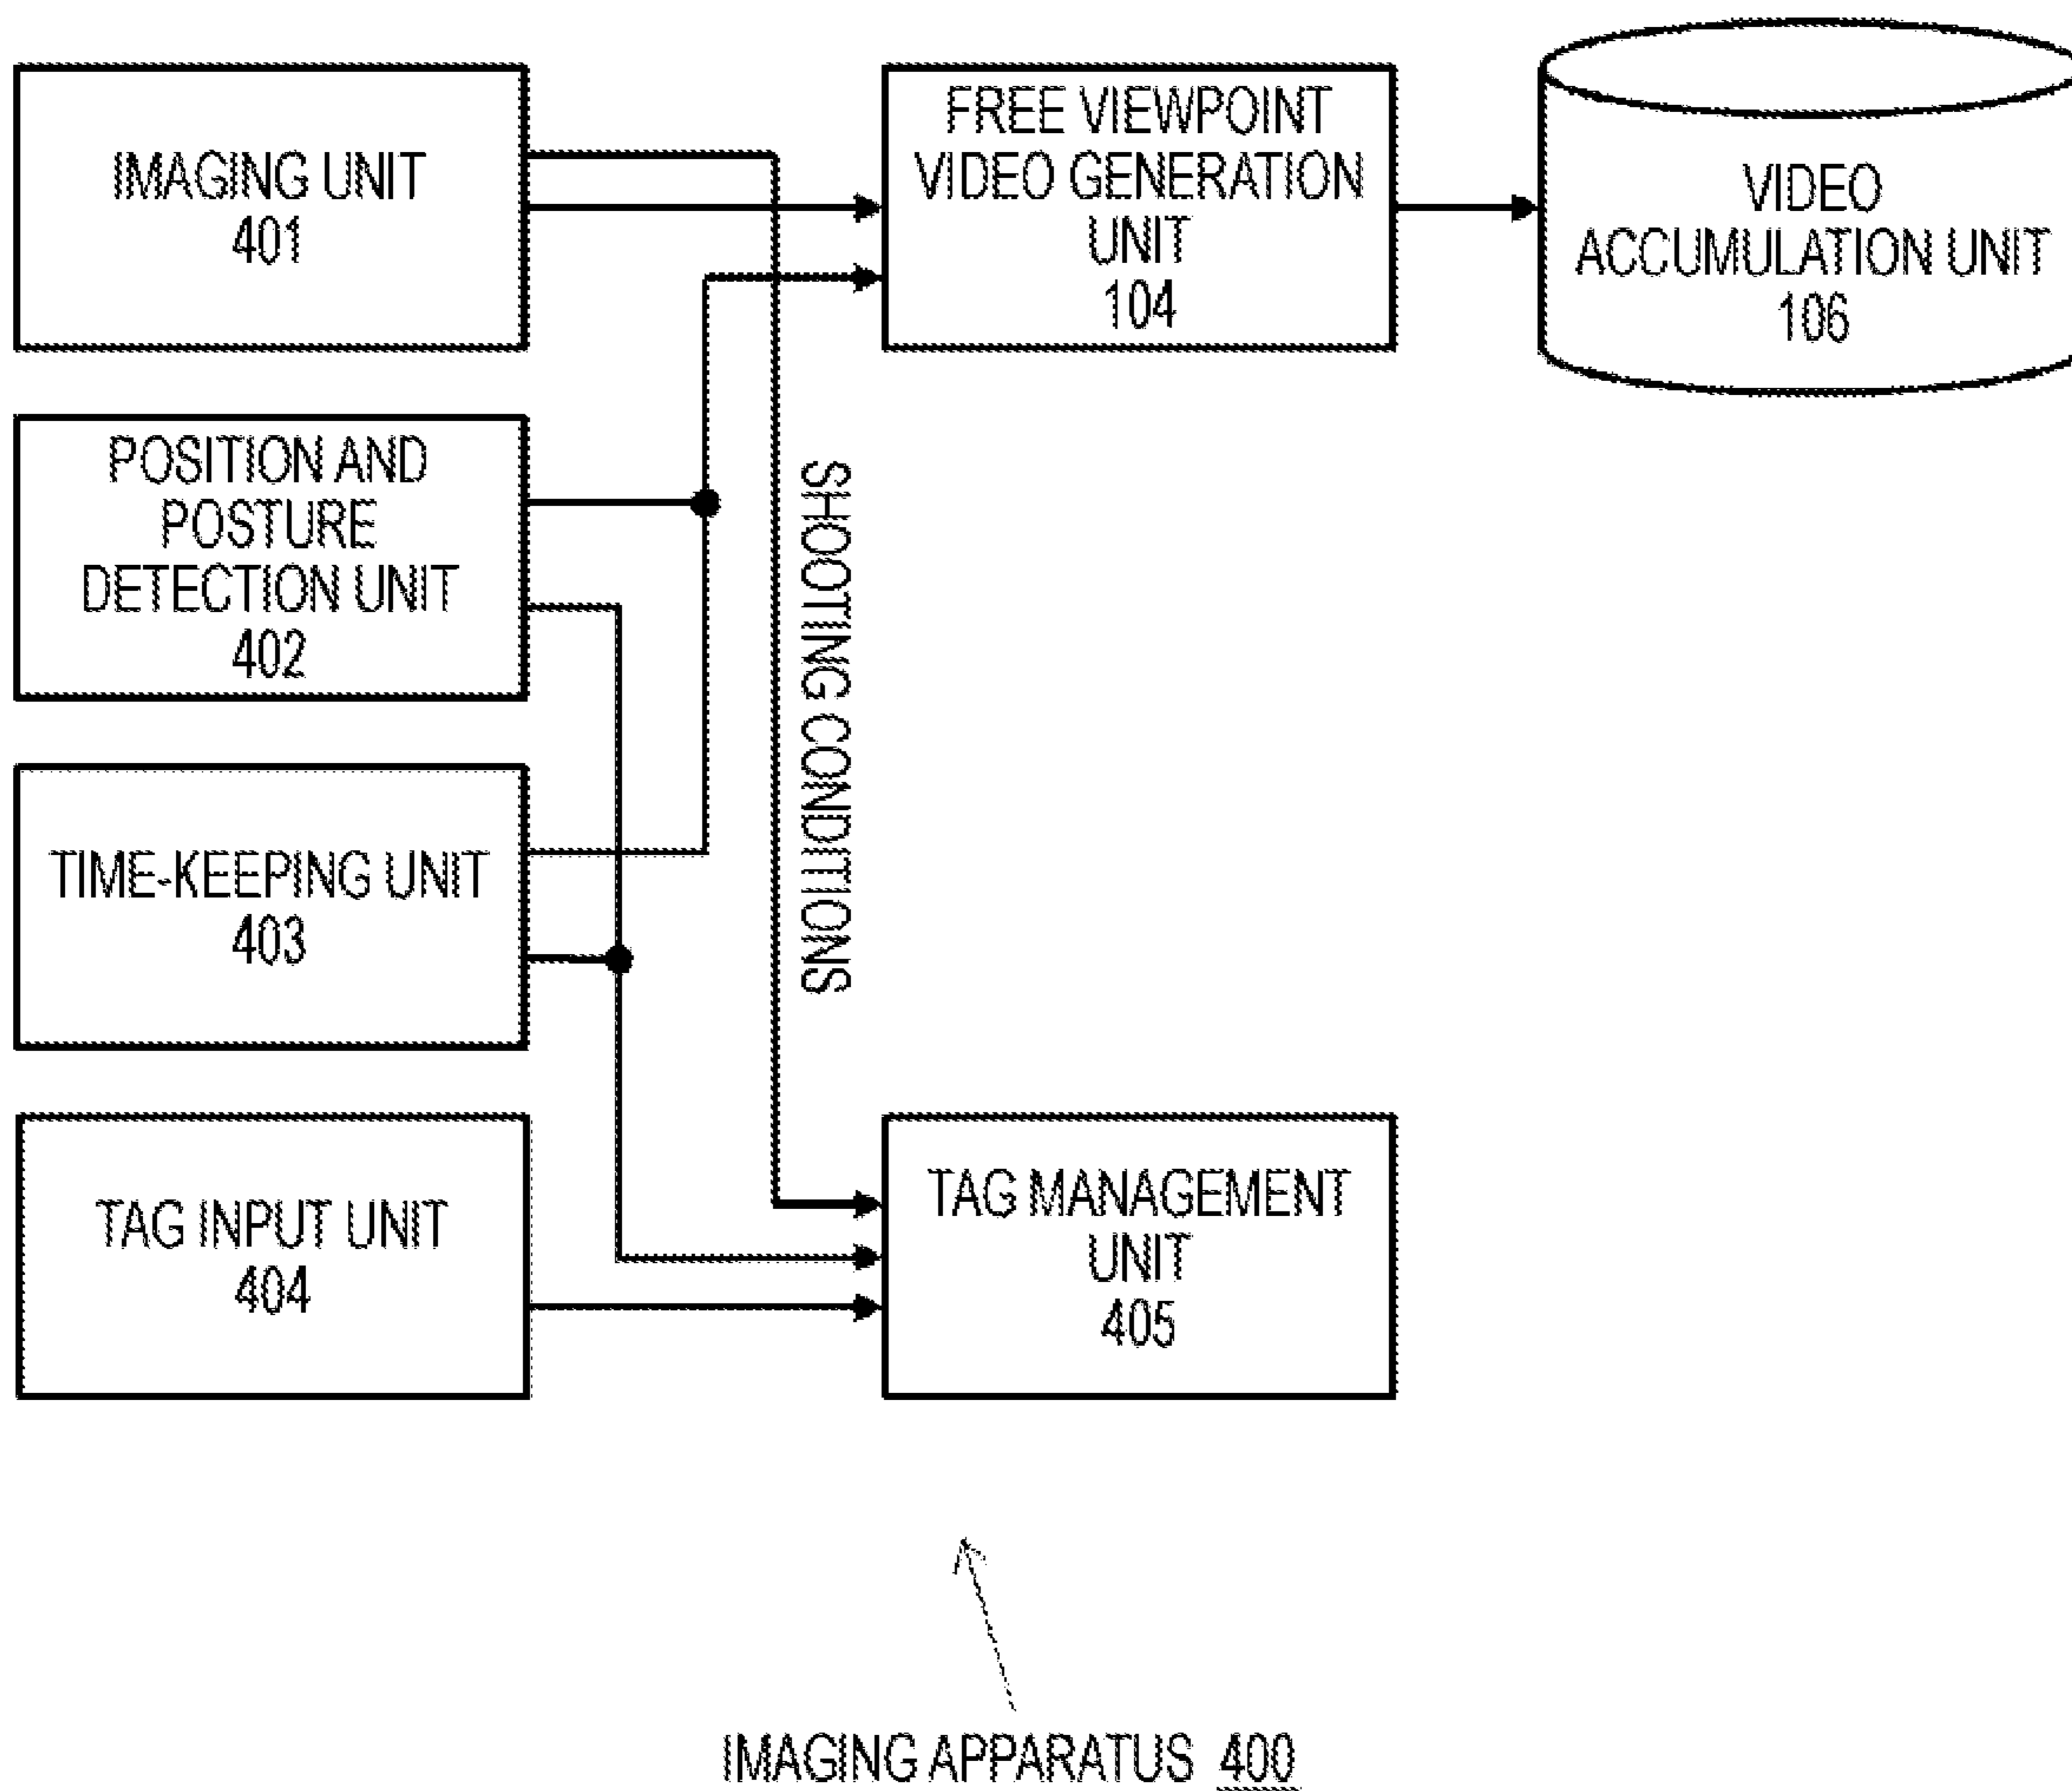 IMAGING UNIT
401
FREE VIEWPOINT
VIDEO GENERATION
UNIT
104
VIDEO
ACCUMULATION UNIT
106
POSITION AND
POSTURE
DETECTION UNIT
402
SHOOTING CONDITIONS
TIME-KEEPING UNIT
403
TAG INPUT UNIT
404
TAG MANAGEMENT
UNIT
405
IMAGING APPARATUS 400